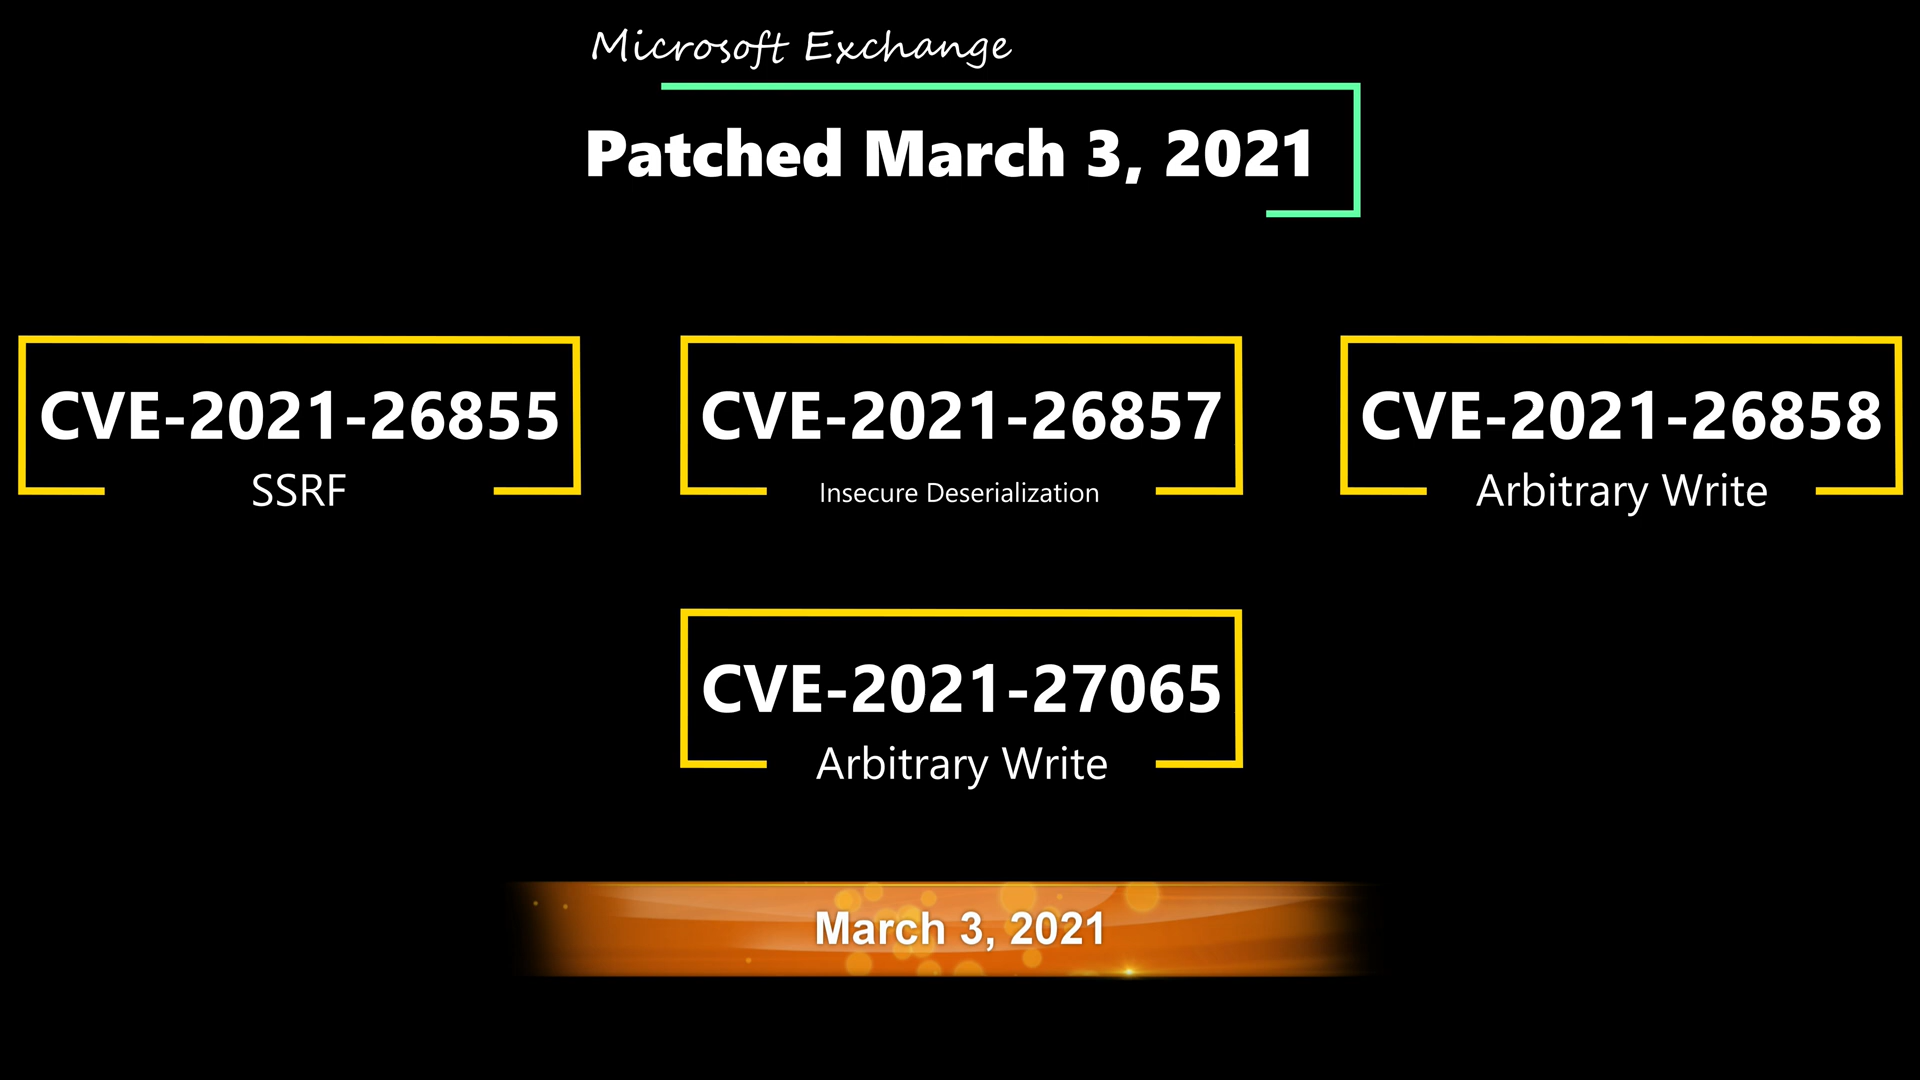 Microsoft Exchange
Patched March 3, 2021
CVE-2021-26855
SSRF
CVE-2021-26857
Insecure Deserialization
CVE-2021-26858
Arbitrary Write
CVE-2021-27065
Arbitrary Write
March 3, 2021